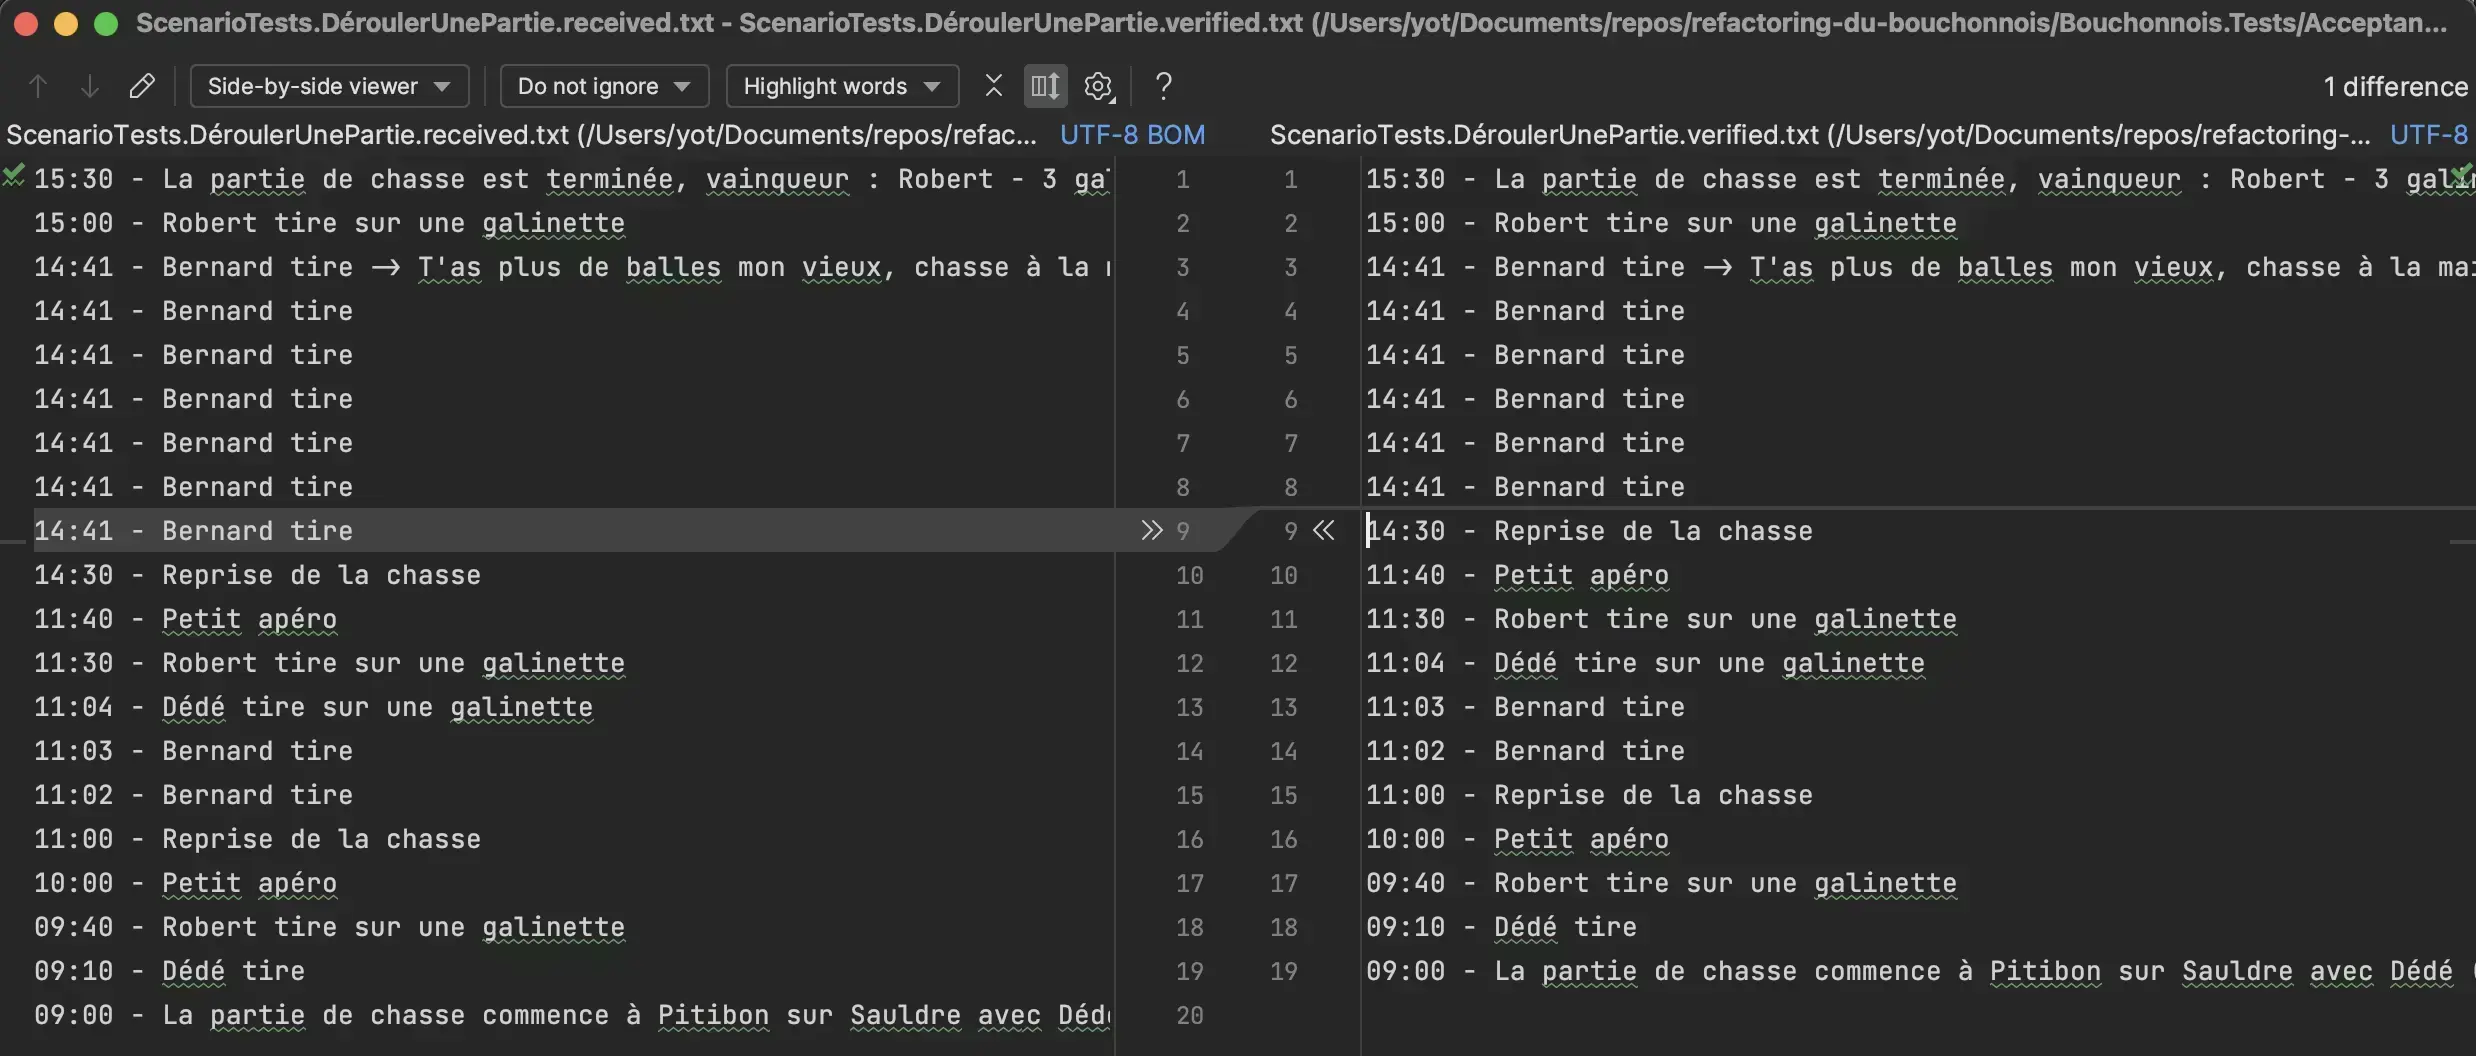 ScenarioTests.DéroulerUnePartie.received.txt - ScenarioTests.DéroulerUnePartie.verified.txt (/Users/yot/Documents/repos/refactoring-du-bouchonnois/Bouchonnois.Tests/Acceptan...
Side-by-side viewer Do not ignore Highlight words ? 1 difference
ScenarioTests.DéroulerUnePartie.received.txt (/Users/yot/Documents/repos/refac... UTF-8 BOM
15:30 - La partie de chasse est terminée, vainqueur : Robert - 3 1
15:00 - Robert tire sur une galinette 2
14:41 - Bernard tire -> T'as plus de balles mon vieux, chasse à la 3
14:41 - Bernard tire 4
14:41 - Bernard tire 5
14:41 - Bernard tire 6
14:41 - Bernard tire 7
14:41 - Bernard tire 8
14:41 - Bernard tire >> 9
14:30 - Reprise de la chasse 10
11:40 - Petit apéro 11
11:30 - Robert tire sur une galinette 12
11:04 - Dédé tire sur une galinette 13
11:03 - Bernard tire 14
11:02 - Bernard tire 15
11:00 - Reprise de la chasse 16
10:00 - Petit apéro 17
09:40 - Robert tire sur une galinette 18
09:10 - Dédé tire 19
09:00 - La partie de chasse commence à Pitibon sur Sauldre avec 20
ScenarioTests.DéroulerUnePartie.verified.txt (/Users/yot/Documents/repos/refactoring-... UTF-8
1 15:30 - La partie de chasse est terminée, vainqueur : Robert - 3
2 15:00 - Robert tire sur une galinette
3 14:41 - Bernard tire -> T'as plus de balles mon vieux, chasse à la
4 14:41 - Bernard tire
5 14:41 - Bernard tire
6 14:41 - Bernard tire
7 14:41 - Bernard tire
8 14:41 - Bernard tire
9 << 14:30 - Reprise de la chasse
10 11:40 - Petit apéro
11 11:30 - Robert tire sur une galinette
12 11:04 - Dédé tire sur une galinette
13 11:03 - Bernard tire
14 11:02 - Bernard tire
15 11:00 - Reprise de la chasse
16 10:00 - Petit apéro
17 09:40 - Robert tire sur une galinette
18 09:10 - Dédé tire
19 09:00 - La partie de chasse commence à Pitibon sur Sauldre avec Dédé